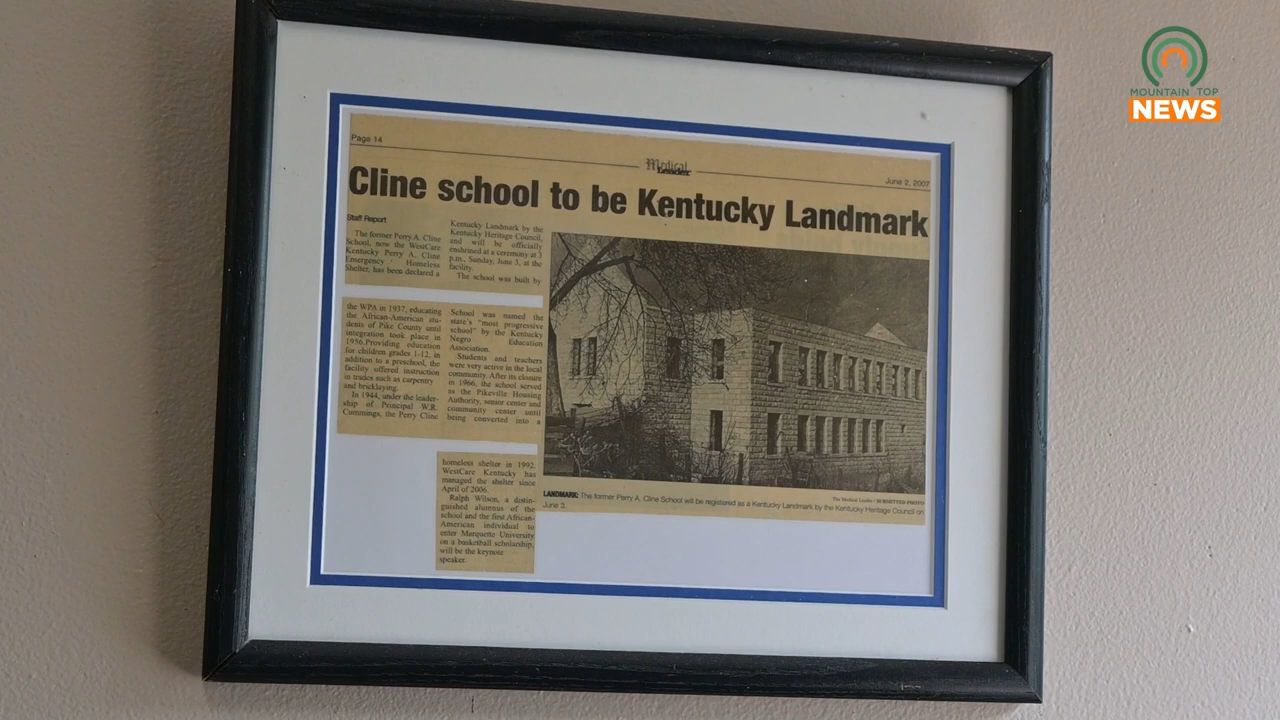 MOUNTAIN TOP
NEWS
Page 14
Medical
Leader
June 2, 2007
Cline school to be Kentucky Landmark
Staff Report
The former Perry A. Cline
School, now the WestCare
Kentucky Perry A. Cline
Emergency Homeless
Shelter, has been declared a
Kentucky Landmark by the
Kentucky Heritage Council,
and will be officially
enshrined at a ceremony at 3
p.m., Sunday, June 3, at the
facility.
The school was built by
the WPA in 1937, educating
the African-American stu-
dents of Pike County until
integration took place in
1956.Providing education
for children grades 1-12, in
addition to a preschool, the
facility offered instruction
in trades such as carpentry
and bricklaying.
In 1944, under the leader-
ship of Principal W.R.
Cummings, the Perry Cline
School was named the
state's "most progressive
school" by the Kentucky
Negro Education
Association.
Students and teachers
were very active in the local
community. After its closure
in 1966, the school served
as the Pikeville Housing
Authority, senior center and
community center until
being converted into a
homeless shelter in 1992.
WestCare Kentucky has
managed the shelter since
April of 2006.
Ralph Wilson, a distin-
guished alumnus of the
school and the first African-
American individual to
enter Marquette University
on a basketball scholarship,
will be the keynote
speaker.
The Medical Leader / SUBMITTED PHOTO
LANDMARK: The former Perry A. Cline School will be registered as a Kentucky Landmark by the Kentucky Heritage Council on
June 3.